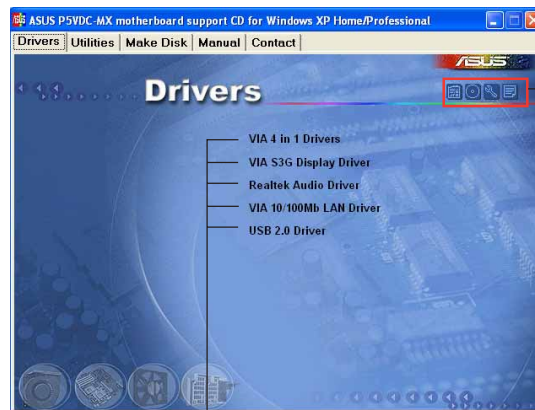 ASUS P5VDC-MX motherboard support CD for Windows XP Home/Professional
Drivers Utilities Make Disk Manual Contact
ASUS
Drivers
VIA 4 in 1 Drivers
VIA S3G Display Driver
Realtek Audio Driver
VIA 10/100Mb LAN Driver
USB 2.0 Driver